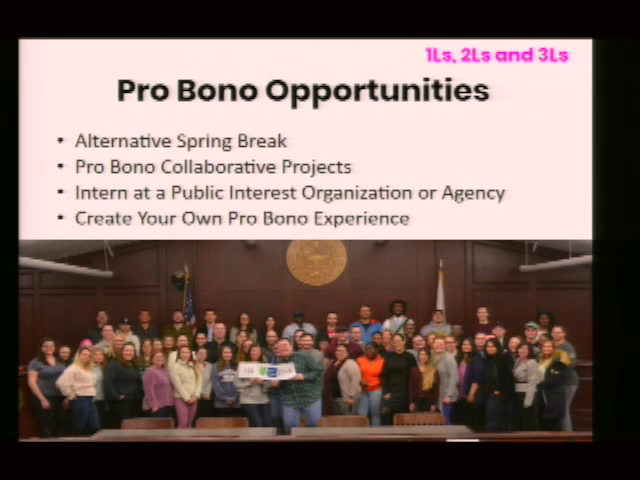 1Ls, 2Ls and 3Ls
Pro Bono Opportunities
• Alternative Spring Break
• Pro Bono Collaborative Projects
• Intern at a Public Interest Organization or Agency
• Create Your Own Pro Bono Experience